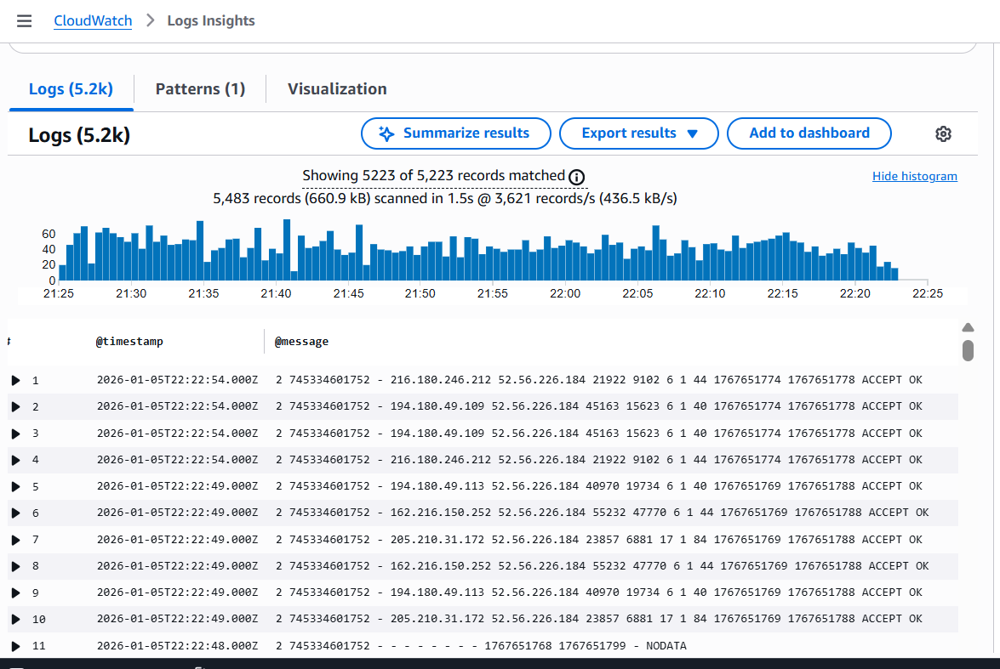 CloudWatch > Logs Insights
Logs (5.2k) Patterns (1) Visualization
Logs (5.2k) Summarize results Export results Add to dashboard
Showing 5223 of 5,223 records matched
Hide histogram
5,483 records (660.9 kB) scanned in 1.5s @ 3,621 records/s (436.5 kB/s)
60
40
20
0
21:25 21:30 21:35 21:40 21:45 21:50 21:55 22:00 22:05 22:10 22:15 22:20 22:25
# @timestamp @message
1 2026-01-05T22:22:54.000Z 2 745334601752 - 216.180.246.212 52.56.226.184 21922 9102 6 1 44 1767651774 1767651778 ACCEPT OK
2 2026-01-05T22:22:54.000Z 2 745334601752 - 194.180.49.109 52.56.226.184 45163 15623 6 1 40 1767651774 1767651778 ACCEPT OK
3 2026-01-05T22:22:54.000Z 2 745334601752 - 194.180.49.109 52.56.226.184 45163 15623 6 1 40 1767651774 1767651778 ACCEPT OK
4 2026-01-05T22:22:54.000Z 2 745334601752 - 216.180.246.212 52.56.226.184 21922 9102 6 1 44 1767651774 1767651778 ACCEPT OK
5 2026-01-05T22:22:49.000Z 2 745334601752 - 194.180.49.113 52.56.226.184 40970 19734 6 1 40 1767651769 1767651788 ACCEPT OK
6 2026-01-05T22:22:49.000Z 2 745334601752 - 162.216.150.252 52.56.226.184 55232 47770 6 1 44 1767651769 1767651788 ACCEPT OK
7 2026-01-05T22:22:49.000Z 2 745334601752 - 205.210.31.172 52.56.226.184 23857 6881 17 1 84 1767651769 1767651788 ACCEPT OK
8 2026-01-05T22:22:49.000Z 2 745334601752 - 162.216.150.252 52.56.226.184 55232 47770 6 1 44 1767651769 1767651788 ACCEPT OK
9 2026-01-05T22:22:49.000Z 2 745334601752 - 194.180.49.113 52.56.226.184 40970 19734 6 1 40 1767651769 1767651788 ACCEPT OK
10 2026-01-05T22:22:49.000Z 2 745334601752 - 205.210.31.172 52.56.226.184 23857 6881 17 1 84 1767651769 1767651788 ACCEPT OK
11 2026-01-05T22:22:48.000Z 2 745334601752 - - - - - - - - 1767651768 1767651799 - NODATA